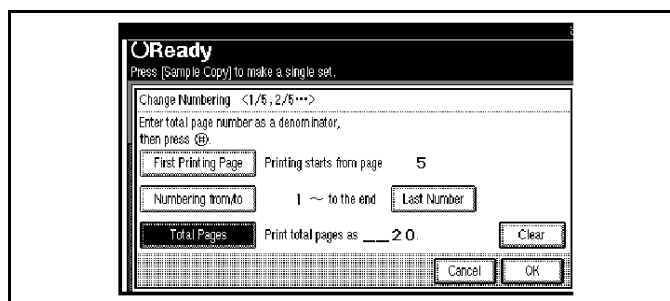 Ready
Press [Sample Copy] to make a single set.
Change Numbering <1/5,2/5···>
Enter total page number as a denominator,
then press (#).
First Printing Page Printing starts from page 5
Numbering from/to 1 ~ to the end Last Number
Total Pages Print total pages as __20. Clear
Cancel OK